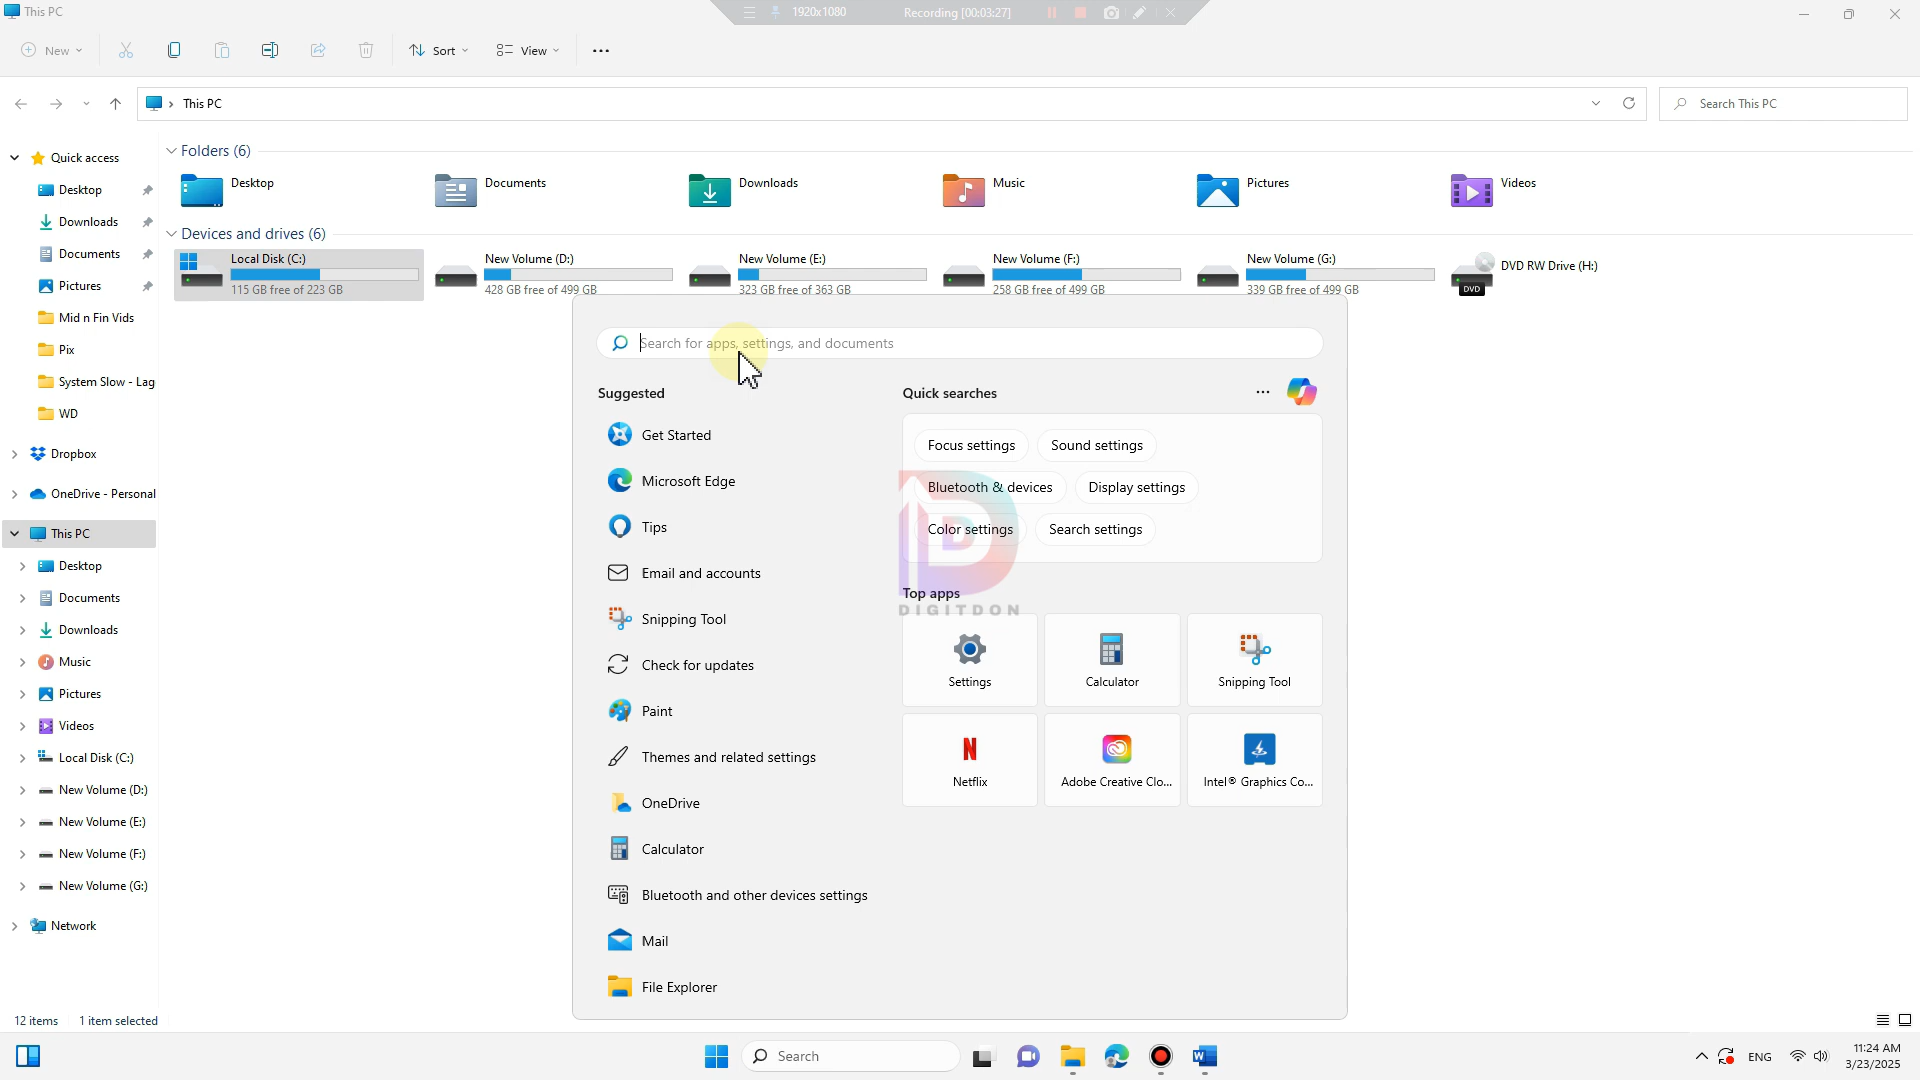 This PC
1920x1080
Recording [00:03:27]
New
Sort
View
This PC
Search This PC
Quick access
Desktop
Downloads
Documents
Pictures
Mid n Fin Vids
Pix
System Slow - Lag
WD
Dropbox
OneDrive - Personal
This PC
Desktop
Documents
Downloads
Music
Pictures
Videos
Local Disk (C:)
New Volume (D:)
New Volume (E:)
New Volume (F:)
New Volume (G:)
Network
Folders (6)
Desktop
Documents
Downloads
Music
Pictures
Videos
Devices and drives (6)
Local Disk (C:)
115 GB free of 223 GB
New Volume (D:)
428 GB free of 499 GB
New Volume (E:)
323 GB free of 363 GB
New Volume (F:)
258 GB free of 499 GB
New Volume (G:)
339 GB free of 499 GB
DVD RW Drive (H:)
DVD
Search for apps, settings, and documents
Suggested
Get Started
Microsoft Edge
Tips
Email and accounts
Snipping Tool
Check for updates
Paint
Themes and related settings
OneDrive
Calculator
Bluetooth and other devices settings
Mail
File Explorer
Quick searches
Focus settings
Sound settings
Bluetooth & devices
Display settings
Color settings
Search settings
Top apps
DIGITDON
Settings
Calculator
Snipping Tool
Netflix
Adobe Creative Clo...
Intel® Graphics Co...
12 items
1 item selected
Search
ENG
11:24 AM
3/23/2025